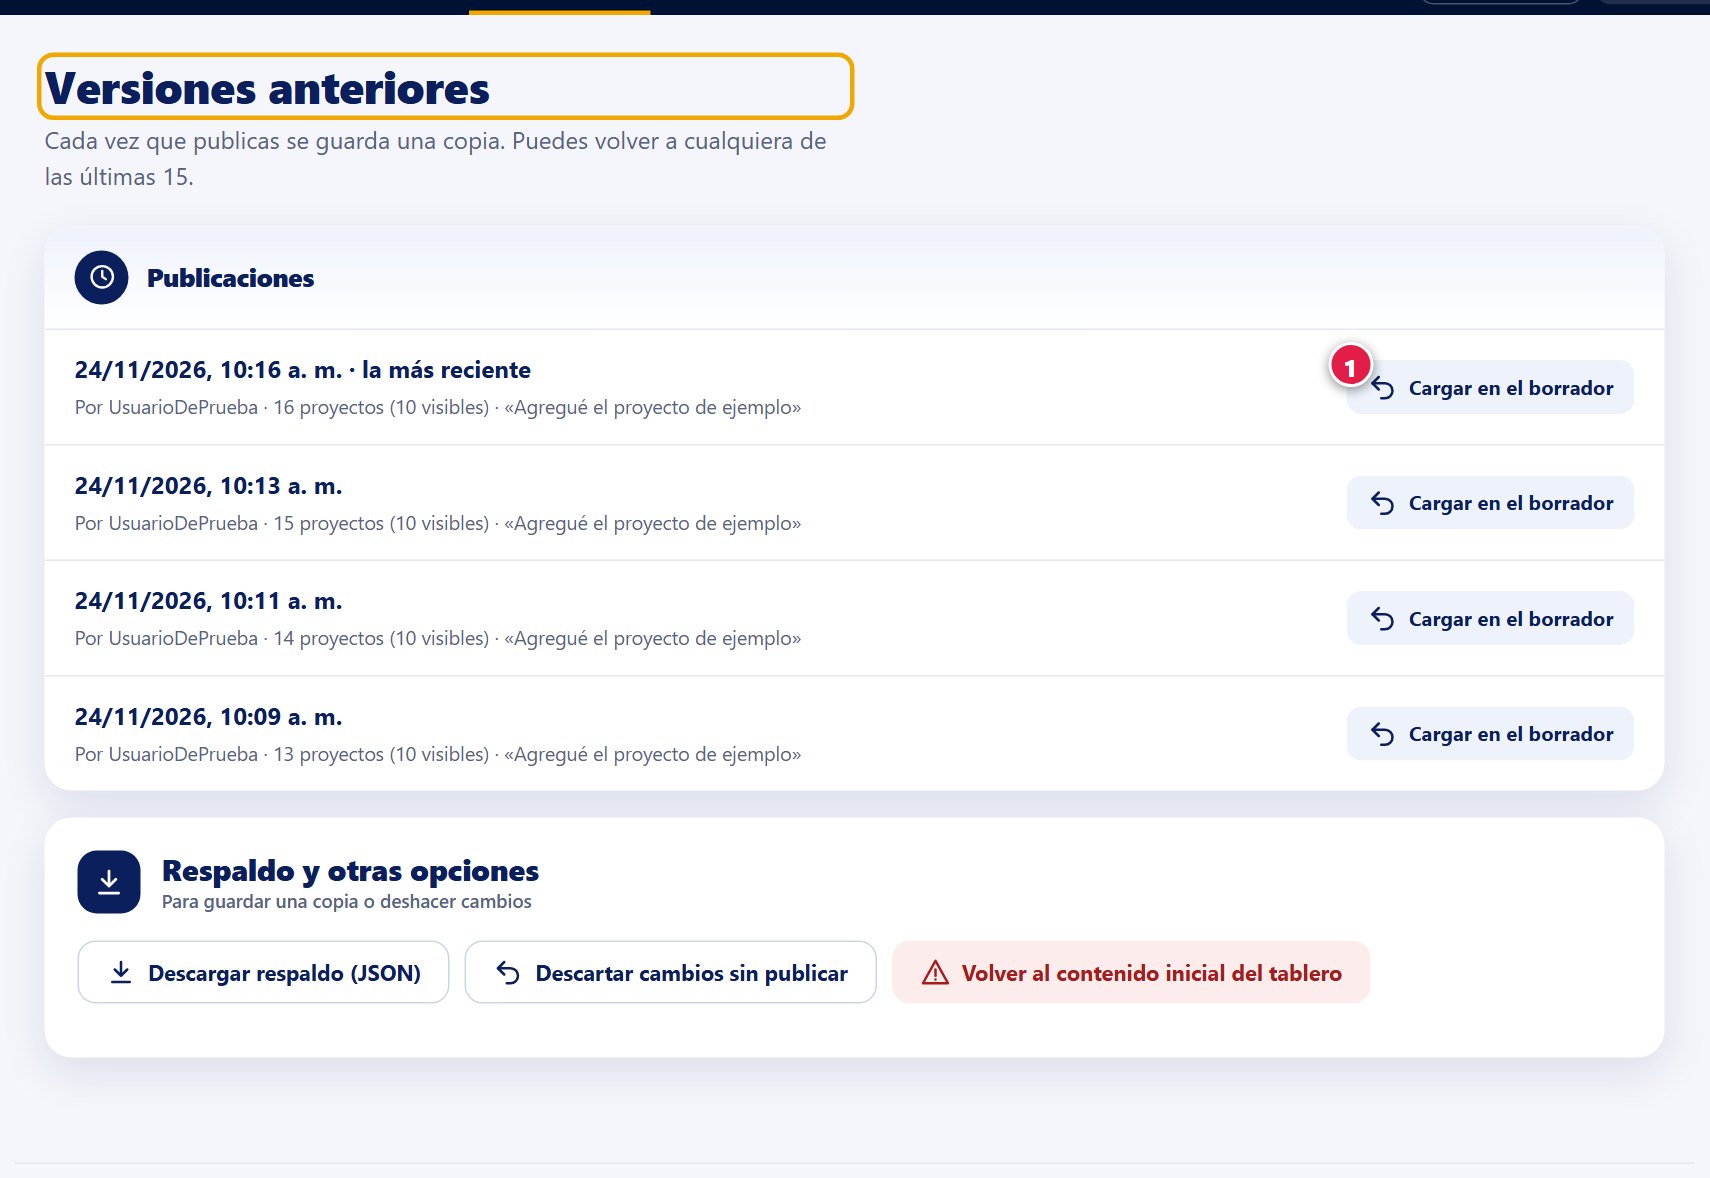 Versiones anteriores
Cada vez que publicas se guarda una copia. Puedes volver a cualquiera de
las últimas 15.
Publicaciones
24/11/2026, 10:16 a. m. · la más reciente
Por UsuarioDePrueba · 16 proyectos (10 visibles) · «Agregué el proyecto de ejemplo»
1
Cargar en el borrador
24/11/2026, 10:13 a. m.
Por UsuarioDePrueba · 15 proyectos (10 visibles) · «Agregué el proyecto de ejemplo»
Cargar en el borrador
24/11/2026, 10:11 a. m.
Por UsuarioDePrueba · 14 proyectos (10 visibles) · «Agregué el proyecto de ejemplo»
Cargar en el borrador
24/11/2026, 10:09 a. m.
Por UsuarioDePrueba · 13 proyectos (10 visibles) · «Agregué el proyecto de ejemplo»
Cargar en el borrador
Respaldo y otras opciones
Para guardar una copia o deshacer cambios
Descargar respaldo (JSON)
Descartar cambios sin publicar
Volver al contenido inicial del tablero